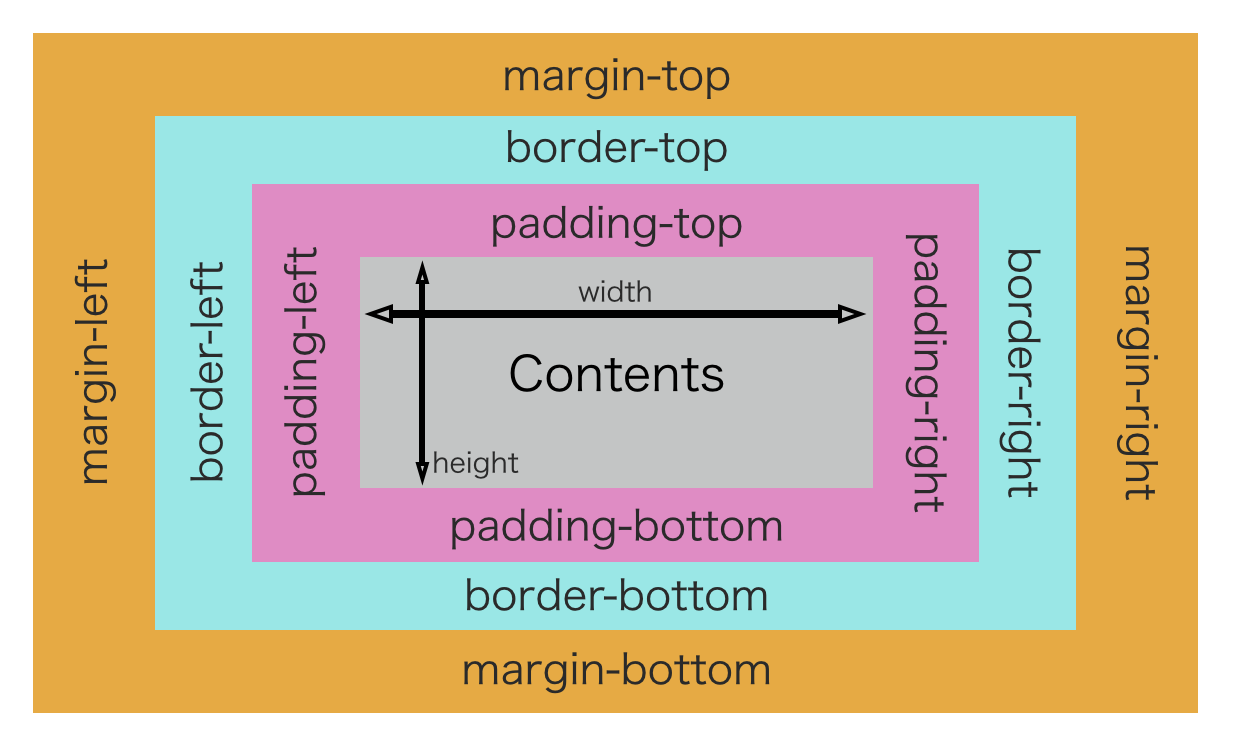 margin-top
border-top
padding-top
margin-left
border-left
padding-left
width
Contents
height
padding-right
border-right
margin-right
padding-bottom
border-bottom
margin-bottom